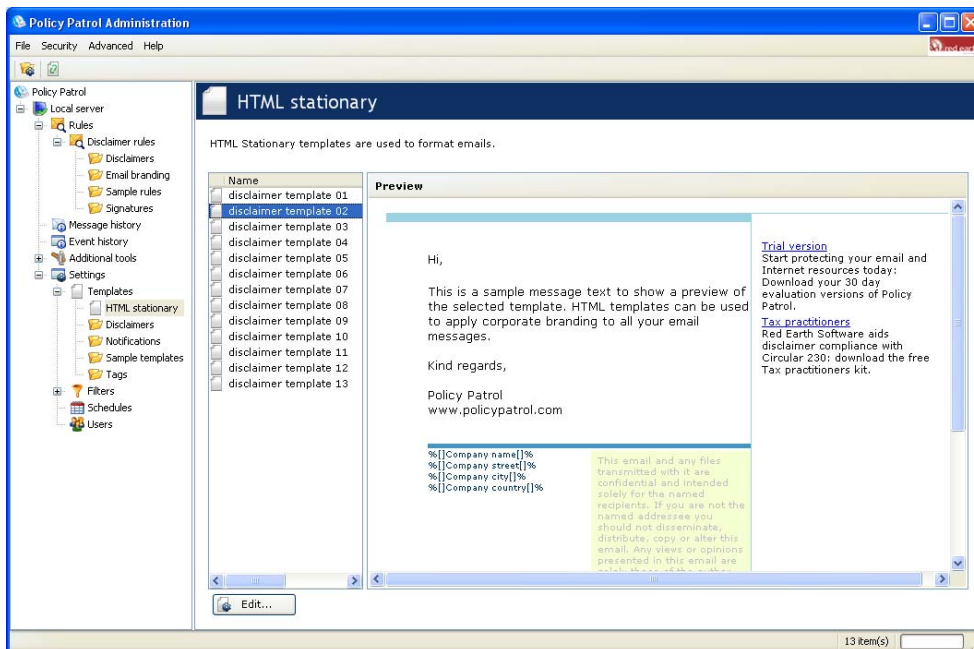 Policy Patrol Administration
File Security Advanced Help
red eart
Policy Patrol
Local server
Rules
Disclaimer rules
Disclaimers
Email branding
Sample rules
Signatures
Message history
Event history
Additional tools
Settings
Templates
HTML stationary
Disclaimers
Notifications
Sample templates
Tags
Filters
Schedules
Users
HTML stationary
HTML Stationary templates are used to format emails.
Name
disclaimer template 01
disclaimer template 02
disclaimer template 03
disclaimer template 04
disclaimer template 05
disclaimer template 06
disclaimer template 07
disclaimer template 08
disclaimer template 09
disclaimer template 10
disclaimer template 11
disclaimer template 12
disclaimer template 13
Edit...
Preview
Hi,
This is a sample message text to show a preview of
the selected template. HTML templates can be used
to apply corporate branding to all your email
messages.
Kind regards,
Policy Patrol
www.policypatrol.com
%[]Company name[]%
%[]Company street[]%
%[]Company city[]%
%[]Company country[]%
This email and any files
transmitted with it are
confidential and intended
solely for the named
recipients. If you are not the
named addressee you
should not disseminate,
distribute, copy or alter this
email. Any views or opinions
presented in this email are
solely those of the author
Trial version
Start protecting your email and
Internet resources today:
Download your 30 day
evaluation versions of Policy
Patrol.
Tax practitioners
Red Earth Software aids
disclaimer compliance with
Circular 230: download the free
Tax practitioners kit.
13 item(s)